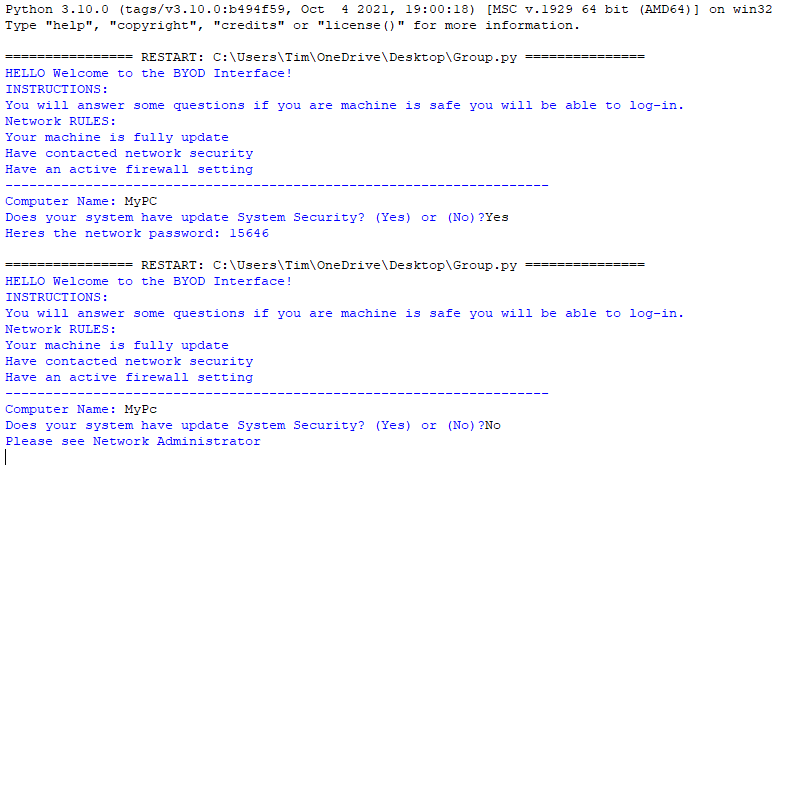 Python 3.10.0 (tags/v3.10.0:b494f59, Oct  4 2021, 19:00:18) [MSC v.1929 64 bit (AMD64)] on win32
Type "help", "copyright", "credits" or "license()" for more information.
================ RESTART: C:\Users\Tim\OneDrive\Desktop\Group.py ===============
HELLO Welcome to the BYOD Interface!
INSTRUCTIONS:
You will answer some questions if you are machine is safe you will be able to log-in.
Network RULES:
Your machine is fully update
Have contacted network security
Have an active firewall setting
--------------------------------------------------------------------
Computer Name: MyPC
Does your system have update System Security? (Yes) or (No)?Yes
Heres the network password: 15646
================ RESTART: C:\Users\Tim\OneDrive\Desktop\Group.py ===============
HELLO Welcome to the BYOD Interface!
INSTRUCTIONS:
You will answer some questions if you are machine is safe you will be able to log-in.
Network RULES:
Your machine is fully update
Have contacted network security
Have an active firewall setting
--------------------------------------------------------------------
Computer Name: MyPc
Does your system have update System Security? (Yes) or (No)?No
Please see Network Administrator